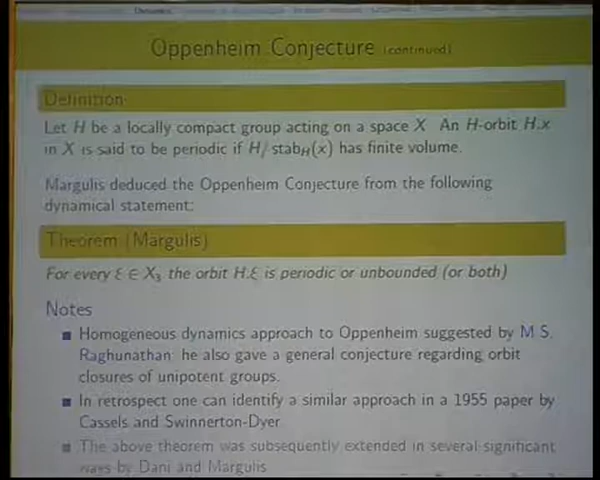 Oppenheim Conjecture (continued)
Definition
Let H be a locally compact group acting on a space X An H-orbit H.x
in X is said to be periodic if H/ stab_H(x) has finite volume.
Margulis deduced the Oppenheim Conjecture from the following
dynamical statement:
Theorem (Margulis)
For every ξ ∈ X₃ the orbit H.ξ is periodic or unbounded (or both)
Notes
■ Homogeneous dynamics approach to Oppenheim suggested by M S.
Raghunathan he also gave a general conjecture regarding orbit
closures of unipotent groups.
■ In retrospect one can identify a similar approach in a 1955 paper by
Cassels and Swinnerton-Dyer
■ The above theorem was subsequently extended in several significant
ways by Dani and Margulis